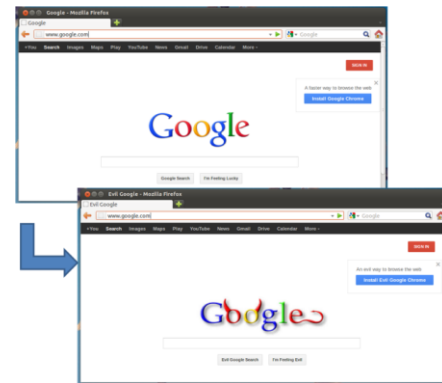 Google - Mozilla Firefox
Google
www.google.com
Google
+You Search Images Maps Play YouTube News Gmail Drive Calendar More
SIGN IN
A faster way to browse the web
Install Google Chrome
Google
Google Search I'm Feeling Lucky
Evil Google - Mozilla Firefox
Evil Google
www.google.com
Google
+You Search Images Maps Play YouTube News Gmail Drive Calendar More
SIGN IN
An evil way to browse the web
Install Evil Google Chrome
Google
Evil Google Search I'm Feeling Evil